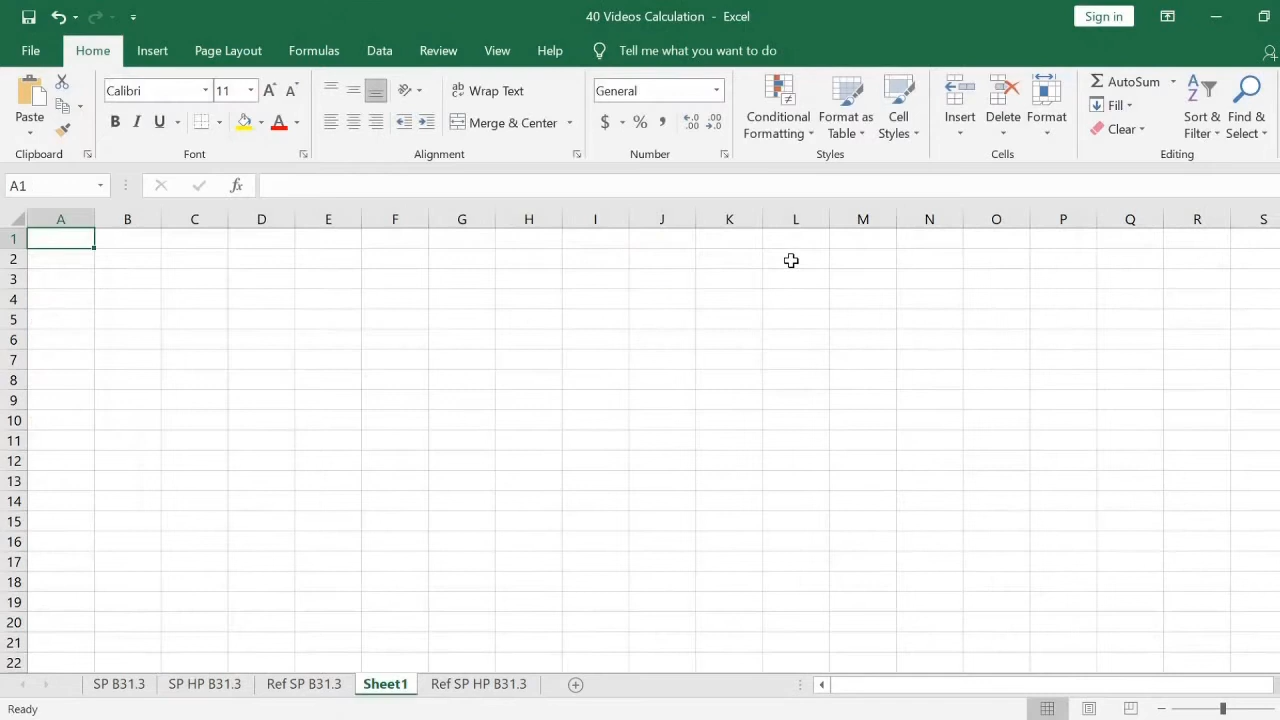 40 Videos Calculation - Excel
Sign in
File Home Insert Page Layout Formulas Data Review View Help Tell me what you want to do
Calibri 11 Wrap Text General AutoSum
Paste B I U Merge & Center $ % , Conditional Formatting Format as Table Cell Styles Insert Delete Format Fill Clear Sort & Filter Find & Select
Clipboard Font Alignment Number Styles Cells Editing
A1 fx
A B C D E F G H I J K L M N O P Q R S
1
2
3
4
5
6
7
8
9
10
11
12
13
14
15
16
17
18
19
20
21
22
SP B31.3 SP HP B31.3 Ref SP B31.3 Sheet1 Ref SP HP B31.3
Ready